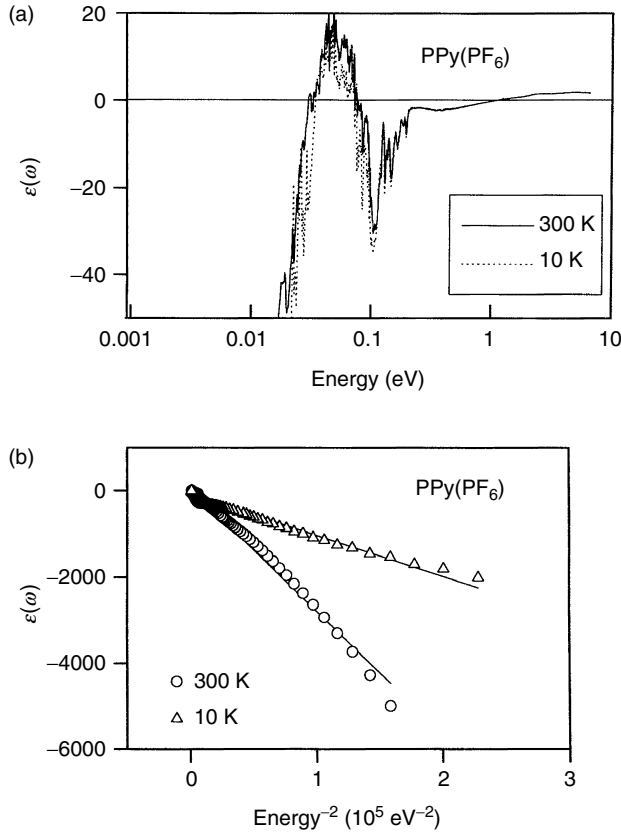 (a)
20
0
−20
−40
ε(ω)
PPy(PF₆)
300 K
10 K
0.001
0.01
0.1
1
10
Energy (eV)
(b)
0
−2000
−4000
−6000
ε(ω)
PPy(PF₆)
300 K
10 K
0
1
2
3
Energy⁻² (10⁵ eV⁻²)